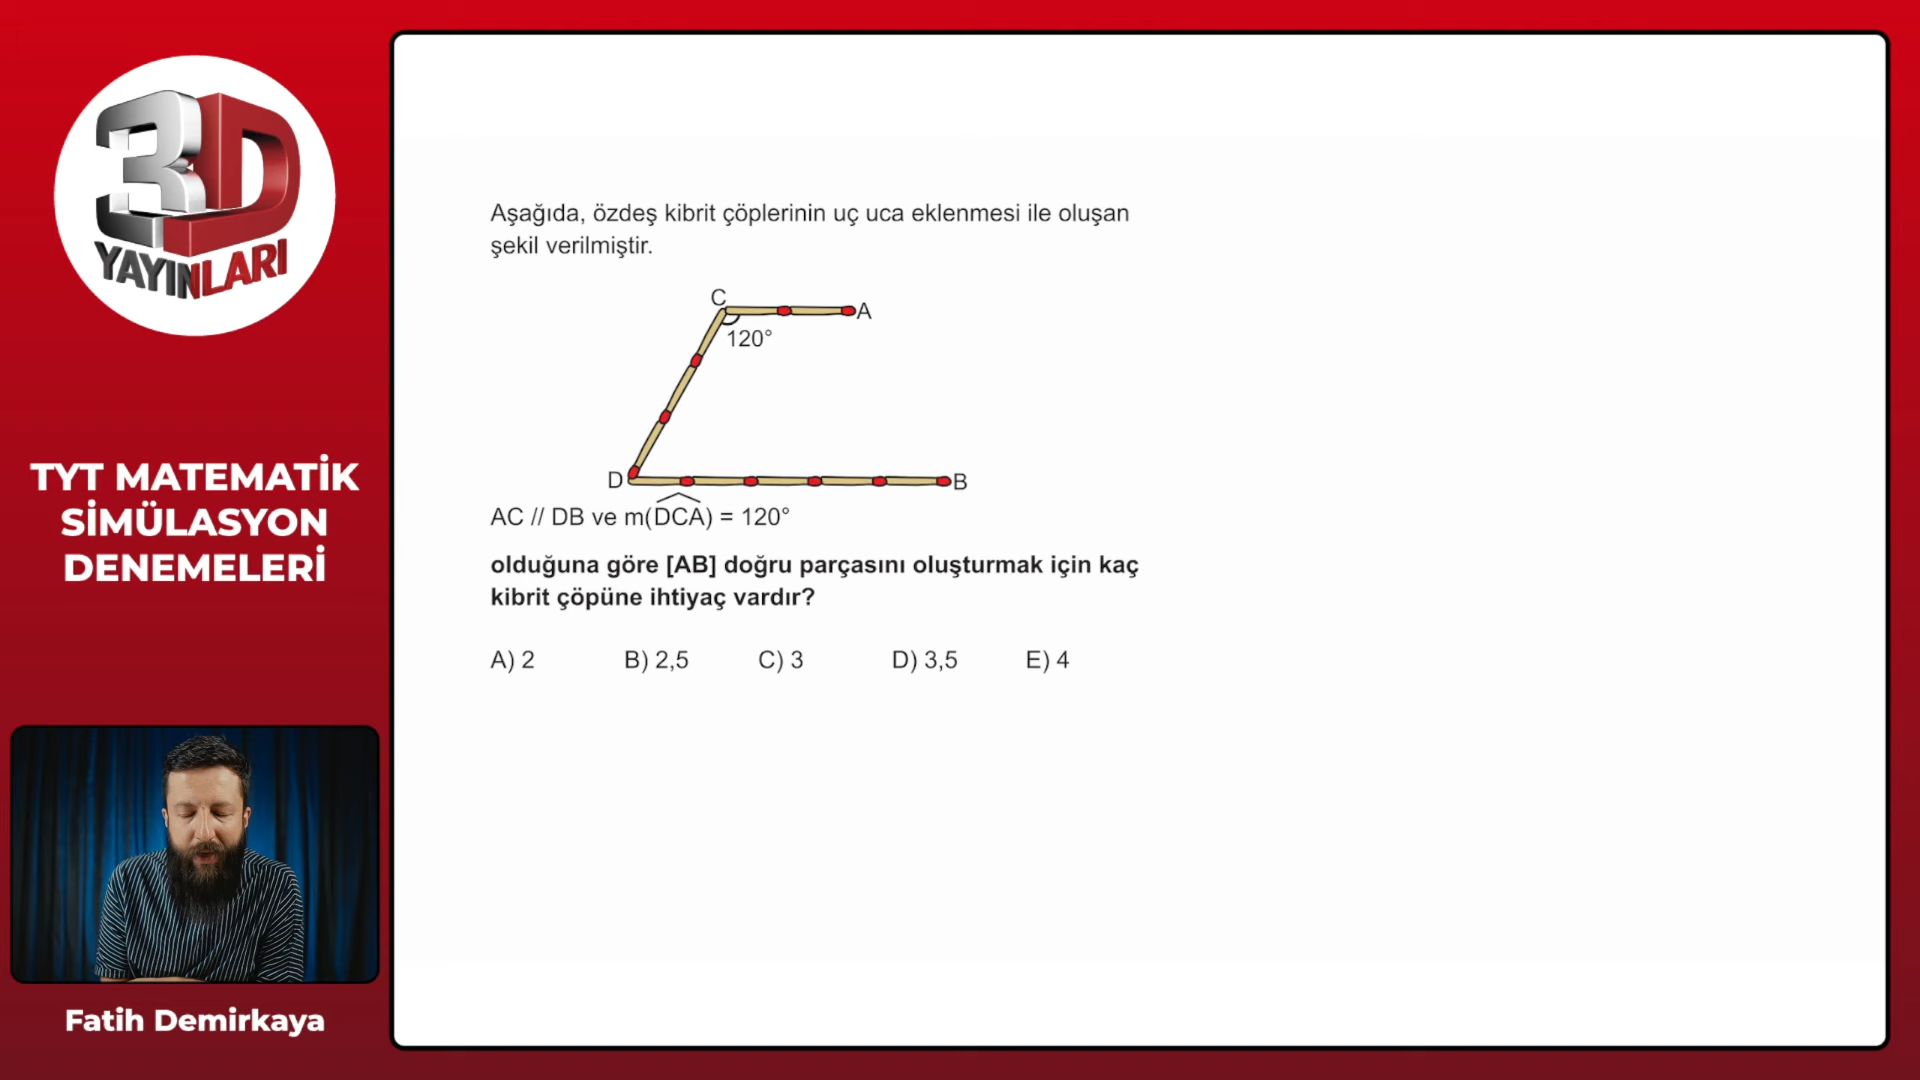 3D
YAYINLARI
TYT MATEMATİK
SİMÜLASYON
DENEMELERİ
Fatih Demirkaya
Aşağıda, özdeş kibrit çöplerinin uç uca eklenmesi ile oluşan
şekil verilmiştir.
C
A
120°
D
B
AC // DB ve m(DCA) = 120°
olduğuna göre [AB] doğru parçasını oluşturmak için kaç
kibrit çöpüne ihtiyaç vardır?
A) 2 B) 2,5 C) 3 D) 3,5 E) 4